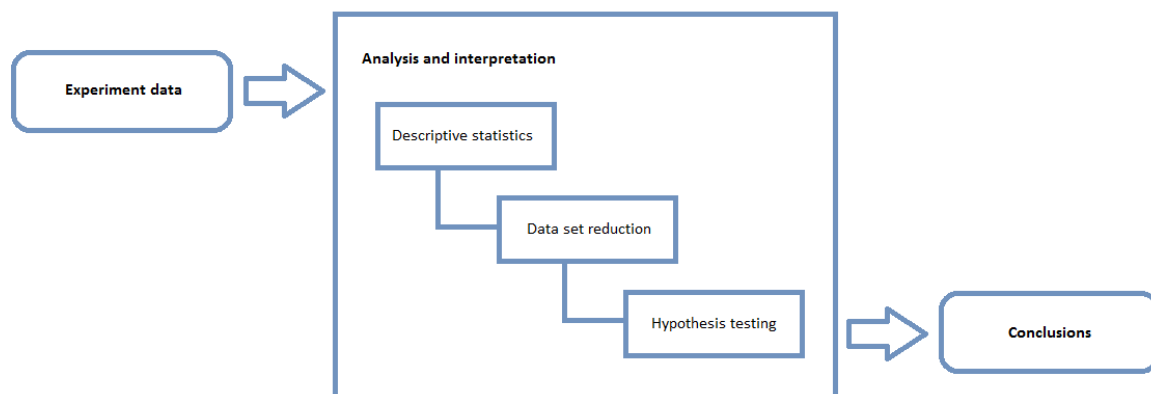 Experiment data
Analysis and interpretation
Descriptive statistics
Data set reduction
Hypothesis testing
Conclusions